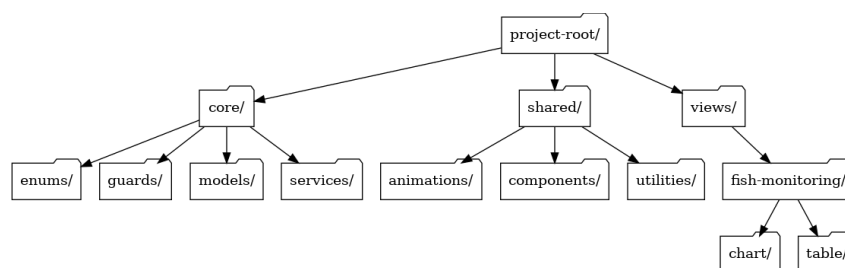 project-root/
core/
shared/
views/
enums/
guards/
models/
services/
animations/
components/
utilities/
fish-monitoring/
chart/
table/